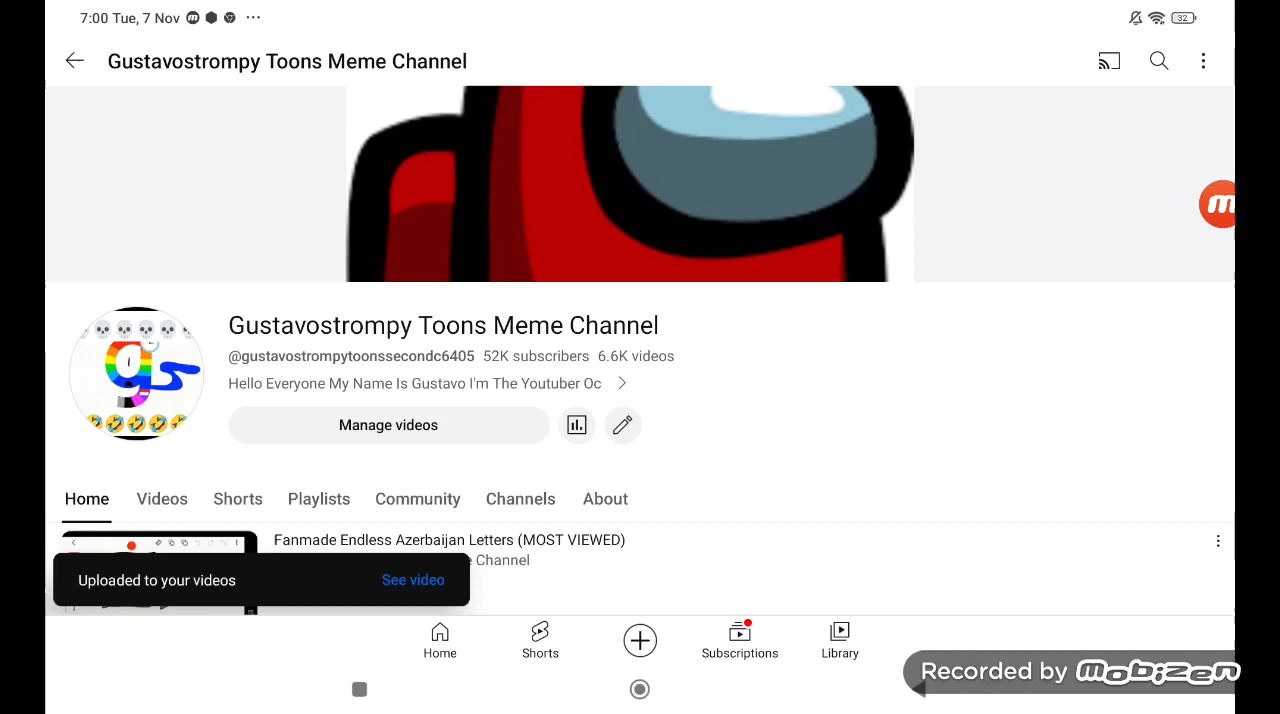 7:00 Tue, 7 Nov
32
Gustavostrompy Toons Meme Channel
Gustavostrompy Toons Meme Channel
@gustavostrompytoonssecondc6405 52K subscribers 6.6K videos
Hello Everyone My Name Is Gustavo I'm The Youtuber Oc
Manage videos
Home Videos Shorts Playlists Community Channels About
Fanmade Endless Azerbaijan Letters (MOST VIEWED)
e Channel
Uploaded to your videos See video
Home Shorts Subscriptions Library
Recorded by mobizen